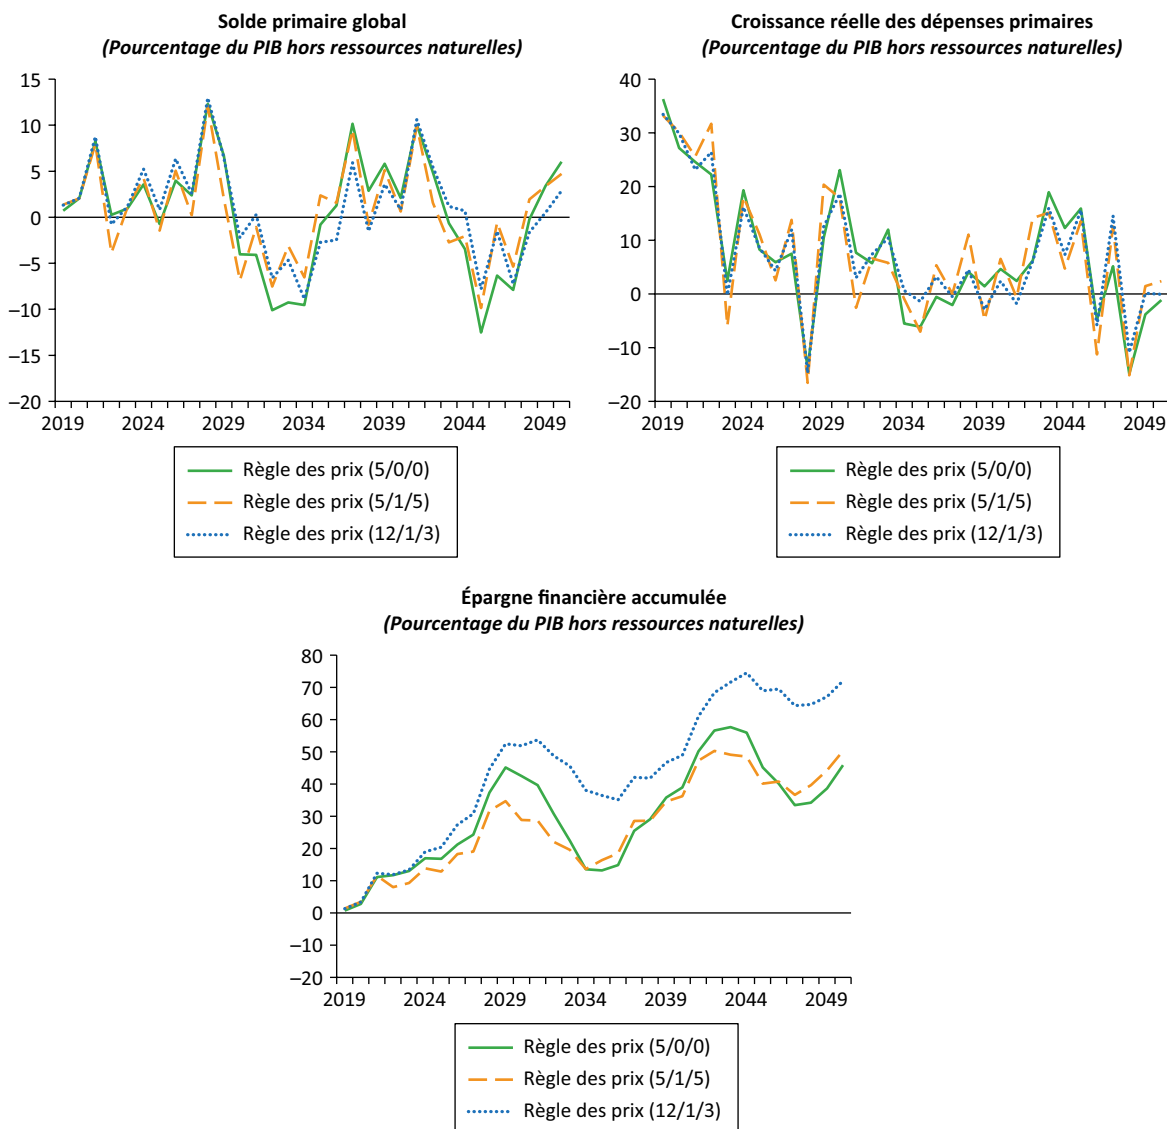 Solde primaire global
(Pourcentage du PIB hors ressources naturelles)
15
10
5
0
–5
–10
–15
–20
2019 2024 2029 2034 2039 2044 2049
Règle des prix (5/0/0)
Règle des prix (5/1/5)
Règle des prix (12/1/3)
Croissance réelle des dépenses primaires
(Pourcentage du PIB hors ressources naturelles)
40
30
20
10
0
–10
–20
2019 2024 2029 2034 2039 2044 2049
Règle des prix (5/0/0)
Règle des prix (5/1/5)
Règle des prix (12/1/3)
Épargne financière accumulée
(Pourcentage du PIB hors ressources naturelles)
80
70
60
50
40
30
20
10
0
–10
–20
2019 2024 2029 2034 2039 2044 2049
Règle des prix (5/0/0)
Règle des prix (5/1/5)
Règle des prix (12/1/3)